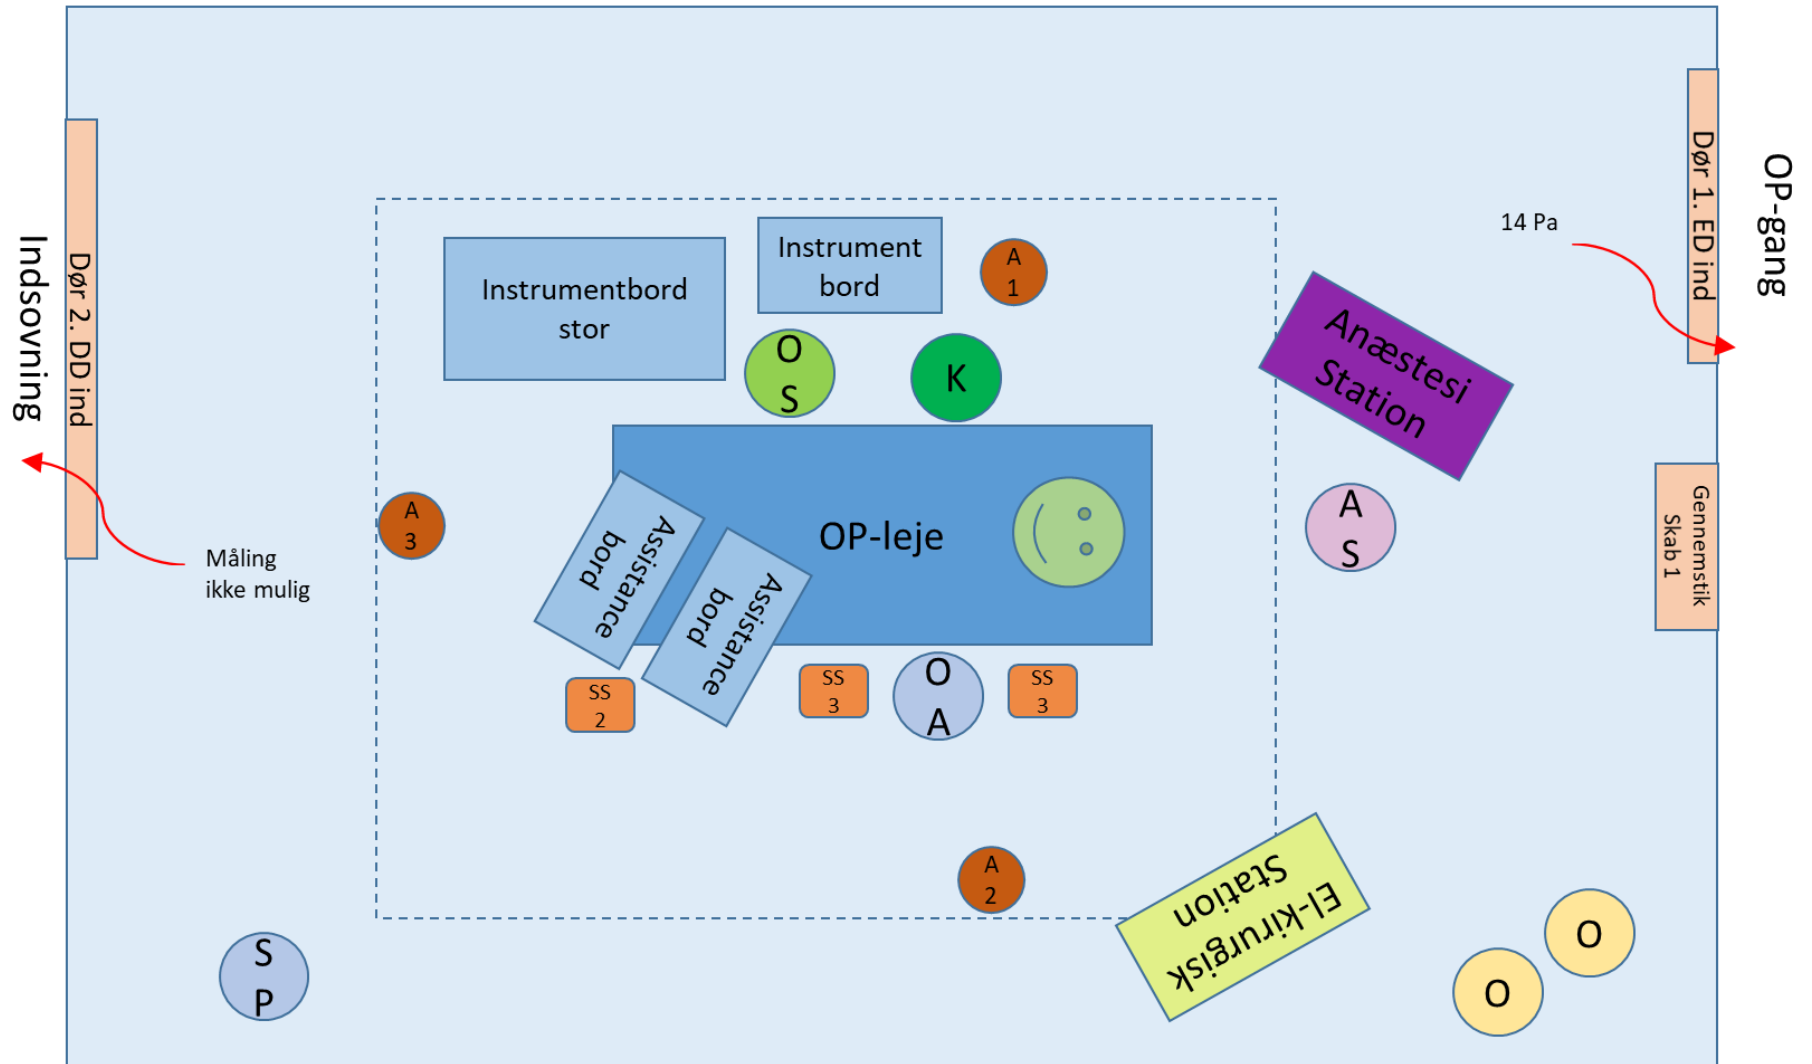 OP-gang
Dør 1. ED ind
14 Pa
Indsovning
Dør 2. DD ind
Instrumentbord
stor
Instrument
bord
A
1
Anæstesi
Station
O
S
K
A
3
Måling
ikke mulig
Assistance
bord
Assistance
bord
OP-leje
A
S
Gennemstik
Skab 1
SS
2
SS
3
O
A
SS
3
A
2
El-kirurgisk
Station
S
P
O
O